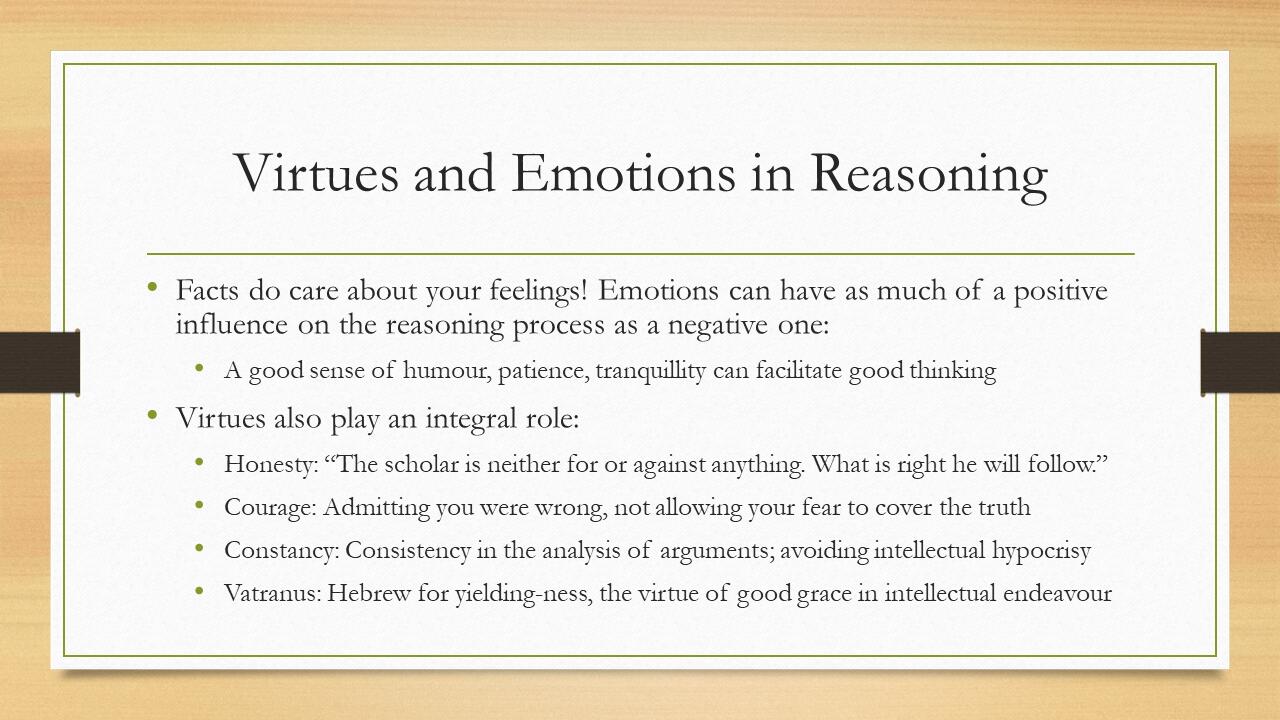 Virtues and Emotions in Reasoning
• Facts do care about your feelings! Emotions can have as much of a positive
influence on the reasoning process as a negative one:
• A good sense of humour, patience, tranquillity can facilitate good thinking
• Virtues also play an integral role:
• Honesty: “The scholar is neither for or against anything. What is right he will follow.”
• Courage: Admitting you were wrong, not allowing your fear to cover the truth
• Constancy: Consistency in the analysis of arguments; avoiding intellectual hypocrisy
• Vatranus: Hebrew for yielding-ness, the virtue of good grace in intellectual endeavour